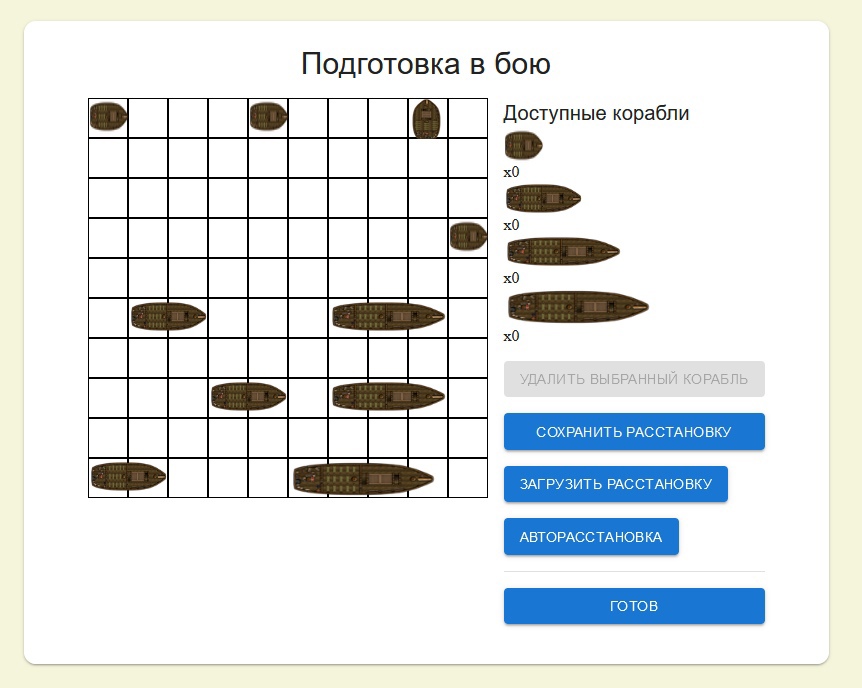 Подготовка в бою
Доступные корабли
x0
x0
x0
x0
УДАЛИТЬ ВЫБРАННЫЙ КОРАБЛЬ
СОХРАНИТЬ РАССТАНОВКУ
ЗАГРУЗИТЬ РАССТАНОВКУ
АВТОРАССТАНОВКА
ГОТОВ